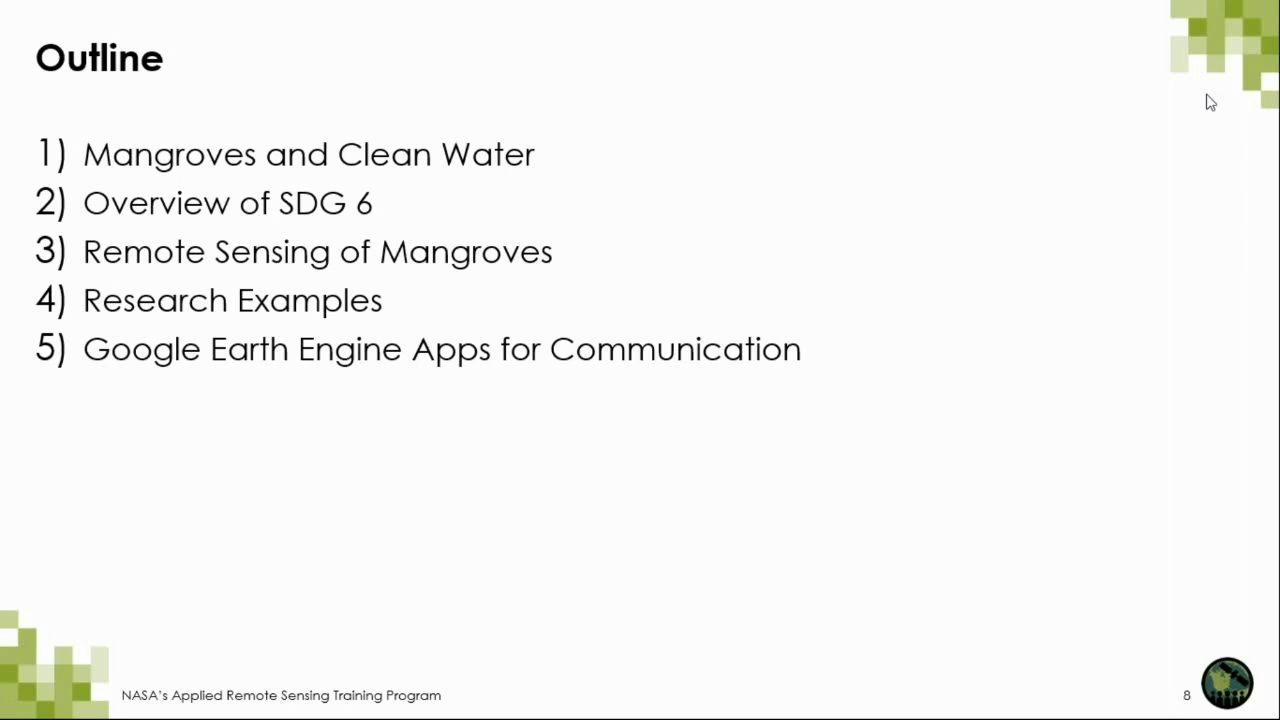 Outline
1) Mangroves and Clean Water
2) Overview of SDG 6
3) Remote Sensing of Mangroves
4) Research Examples
5) Google Earth Engine Apps for Communication
NASA's Applied Remote Sensing Training Program
8